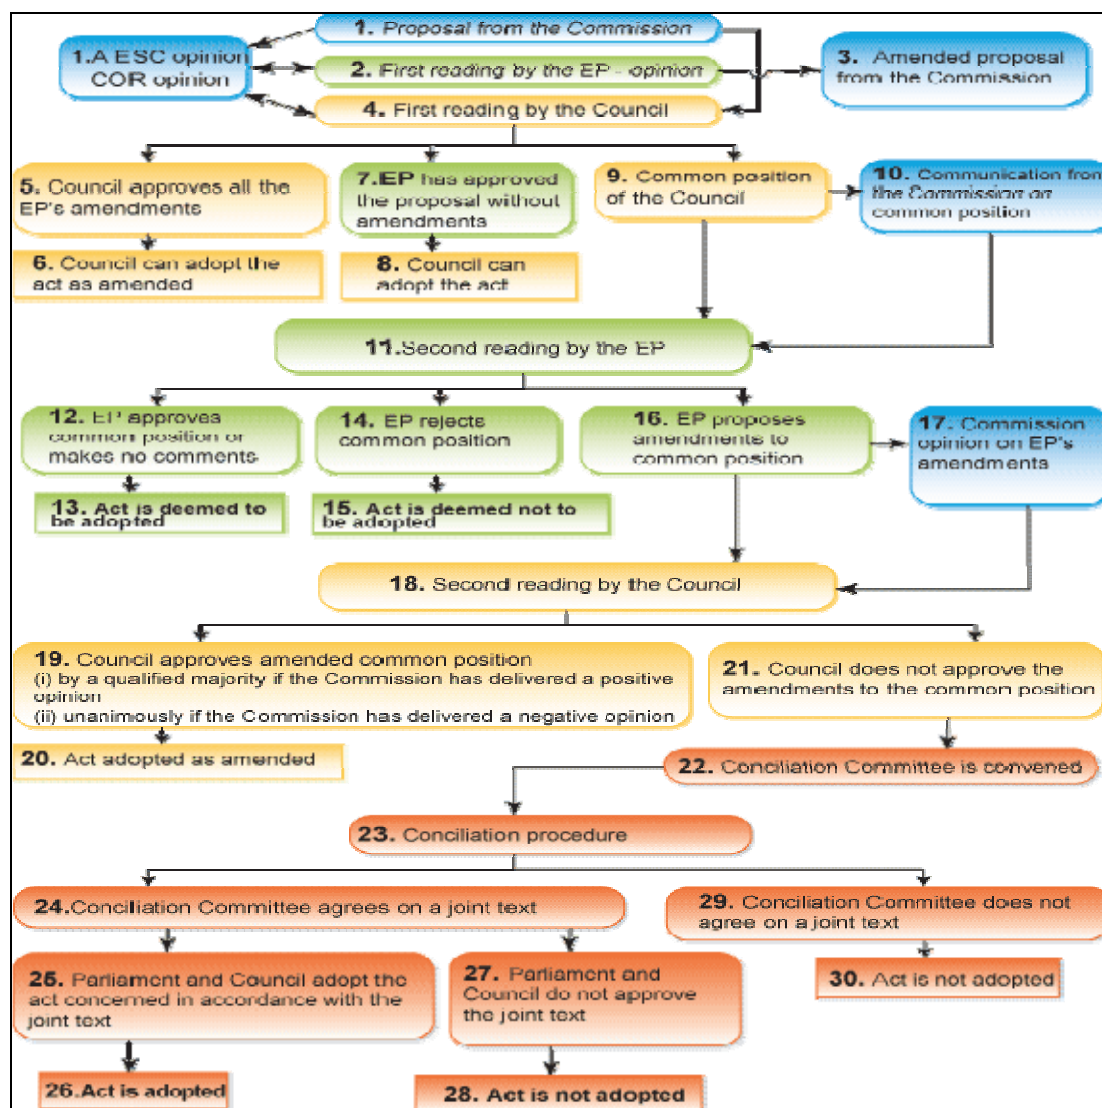 1. Proposal from the Commission
1.A ESC opinion
COR opinion
2. First reading by the EP - opinion
3. Amended proposal
from the Commission
4. First reading by the Council
5. Council approves all the
EP's amendments
6. Council can adopt the
act as amended
7.EP has approved
the proposal without
amendments
8. Council can
adopt the act
9. Common position
of the Council
10. Communication from
the Commission on
common position
11.Second reading by the EP
12. EP approves
common position or
makes no comments
13. Act is deemed to
be adopted
14. EP rejects
common position
15. Act is deemed not to
be adopted
16. EP proposes
amendments to
common position
17. Commission
opinion on EP's
amendments
18. Second reading by the Council
19. Council approves amended common position
(i) by a qualified majority if the Commission has delivered a positive
opinion
(ii) unanimously if the Commission has delivered a negative opinion
20. Act adopted as amended
21. Council does not approve the
amendments to the common position
22. Conciliation Committee is convened
23. Conciliation procedure
24.Conciliation Committee agrees on a joint text
25. Parliament and Council adopt the
act concerned in accordance with the
joint text
26.Act is adopted
27. Parliament and
Council do not approve
the joint text
28. Act is not adopted
29. Conciliation Committee does not
agree on a joint text
30. Act is not adopted